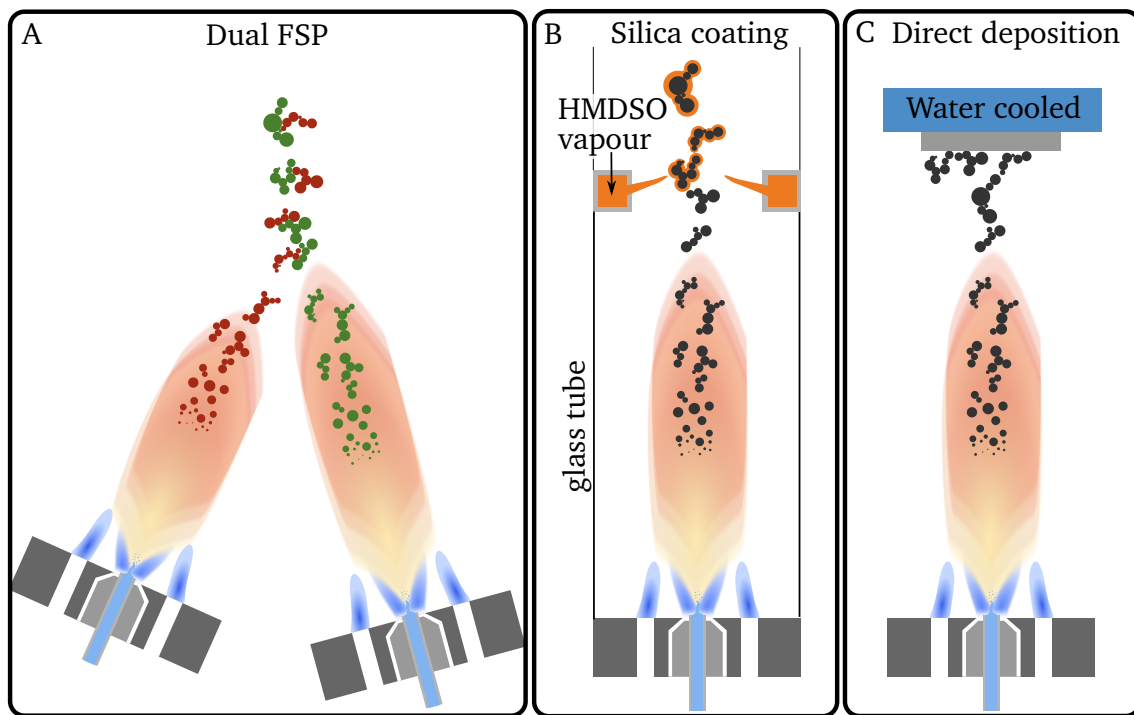 A
Dual FSP
B
Silica coating
HMDSO
vapour
glass tube
C
Direct deposition
Water cooled